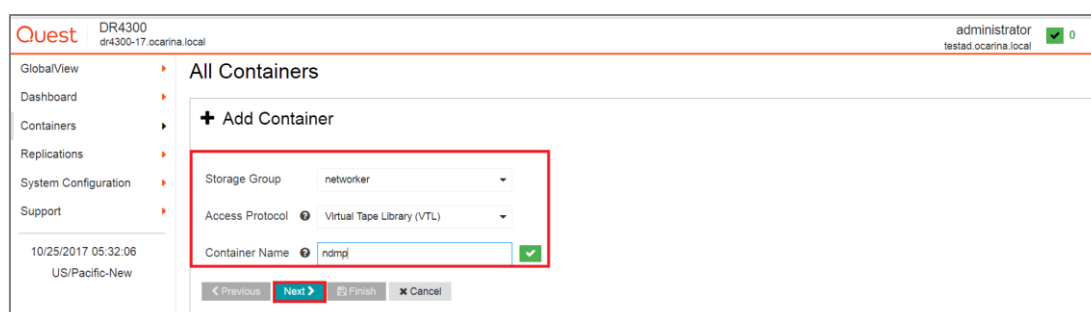 Quest DR4300 administrator
dr4300-17.ocarina.local testad.ocarina.local 0
GlobalView
Dashboard
Containers
Replications
System Configuration
Support
10/25/2017 05:32:06
US/Pacific-New
All Containers
Add Container
Storage Group networker
Access Protocol Virtual Tape Library (VTL)
Container Name ndmp
Previous Next Finish Cancel